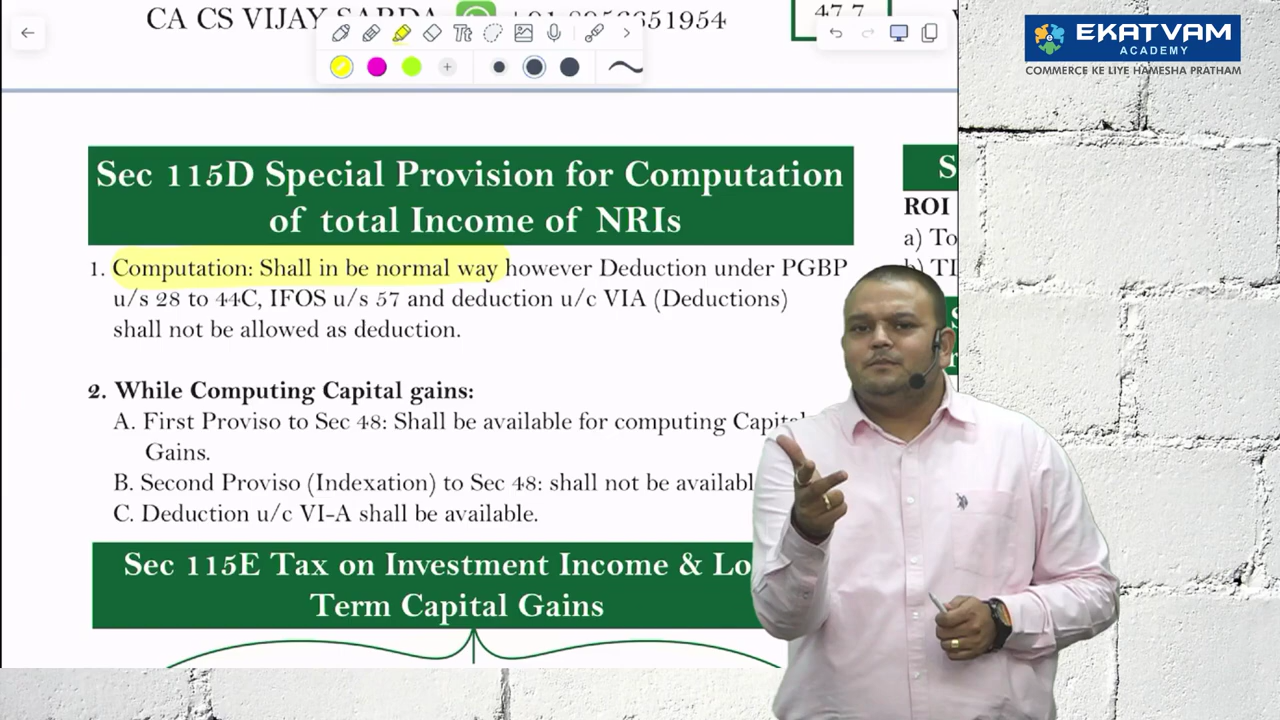 CA CS VIJAY SARDA
47.7
EKATVAM
ACADEMY
COMMERCE KE LIYE HAMESHA PRATHAM
Sec 115D Special Provision for Computation
of total Income of NRIs
1. Computation: Shall in be normal way however Deduction under PGBP
u/s 28 to 44C, IFOS u/s 57 and deduction u/c VIA (Deductions)
shall not be allowed as deduction.
2. While Computing Capital gains:
A. First Proviso to Sec 48: Shall be available for computing Capital
Gains.
B. Second Proviso (Indexation) to Sec 48: shall not be availabl
C. Deduction u/c VI-A shall be available.
Sec 115E Tax on Investment Income & Lo
Term Capital Gains
S
ROI
a) To
b) TI